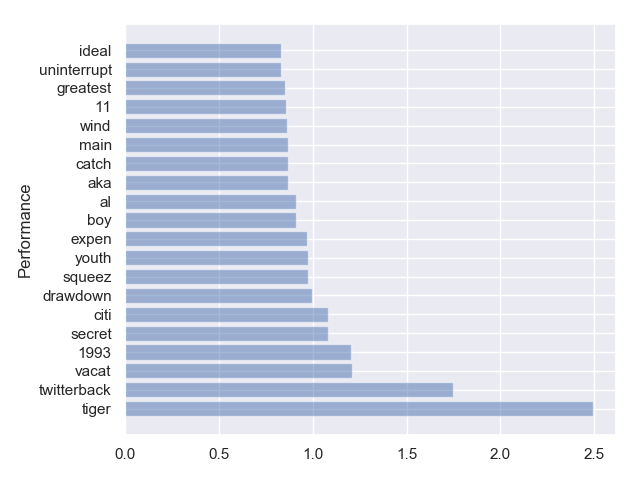 ideal
uninterrupt
greatest
11
wind
main
catch
aka
al
boy
expen
youth
squeez
drawdown
citi
secret
1993
vacat
twitterback
tiger
Performance
0.0 0.5 1.0 1.5 2.0 2.5